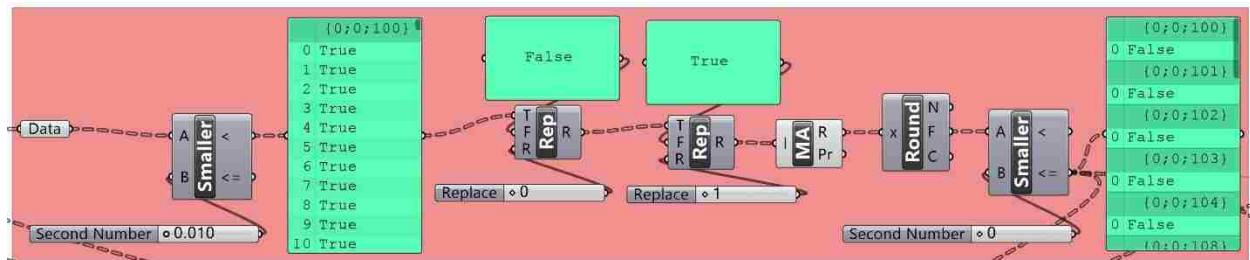 Data
A
B
Smaller
<
<=
Second Number
0.010
{0;0;100}
0 True
1 True
2 True
3 True
4 True
5 True
6 True
7 True
8 True
9 True
10 True
False
T
F
R
Rep
R
Replace
0
True
T
F
R
Rep
R
Replace
1
I
MA
R
Pr
x
Round
N
F
C
A
B
Smaller
<
<=
Second Number
0
{0;0;100}
0 False
{0;0;101}
0 False
{0;0;102}
0 False
{0;0;103}
0 False
{0;0;104}
0 False
{0;0;108}